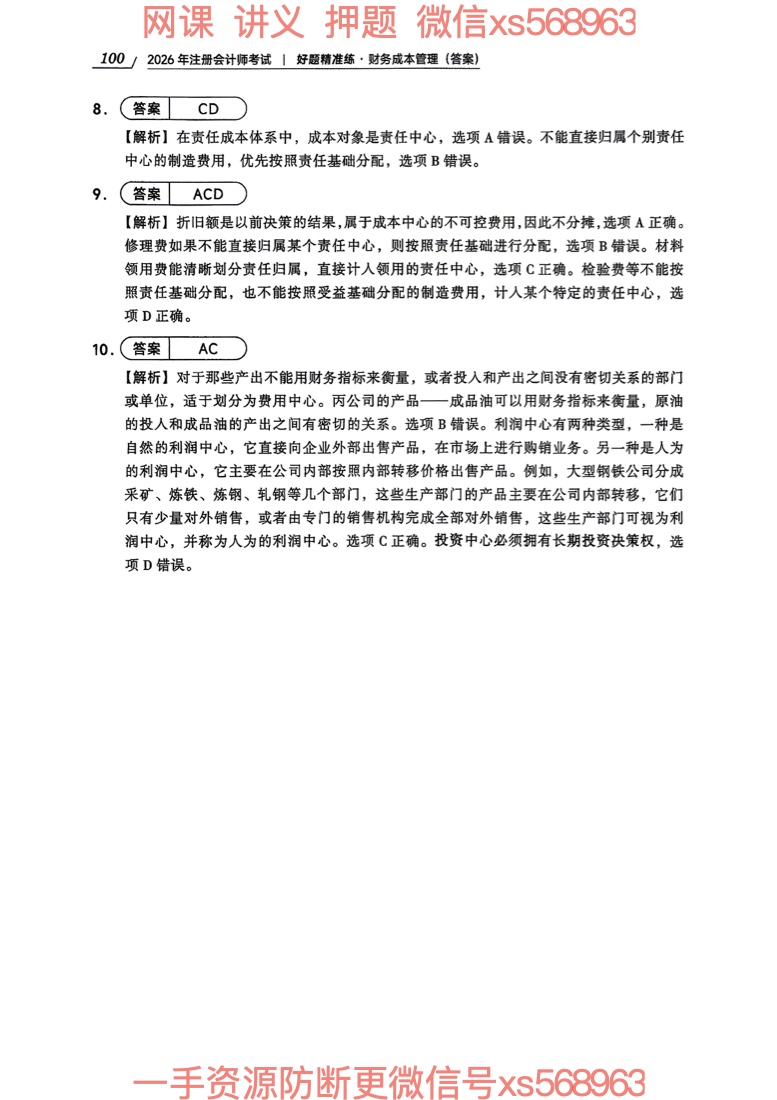 网课 讲义 押题 微信xs568963
100 / 2026年注册会计师考试 | 好题精准练·财务成本管理（答案）
8. 答案 CD
【解析】在责任成本体系中，成本对象是责任中心，选项 A 错误。不能直接归属个别责任
中心的制造费用，优先按照责任基础分配，选项 B 错误。
9. 答案 ACD
【解析】折旧额是以前决策的结果，属于成本中心的不可控费用，因此不分摊，选项 A 正确。
修理费如果不能直接归属某个责任中心，则按照责任基础进行分配，选项 B 错误。材料
领用费能清晰划分责任归属，直接计入领用的责任中心，选项 C 正确。检验费等不能按
照责任基础分配，也不能按照受益基础分配的制造费用，计入某个特定的责任中心，选
项 D 正确。
10. 答案 AC
【解析】对于那些产出不能用财务指标来衡量，或者投入和产出之间没有密切关系的部门
或单位，适于划分为费用中心。丙公司的产品——成品油可以用财务指标来衡量，原油
的投入和成品油的产出之间有密切的关系。选项 B 错误。利润中心有两种类型，一种是
自然的利润中心，它直接向企业外部出售产品，在市场上进行购销业务。另一种是人为
的利润中心，它主要在公司内部按照内部转移价格出售产品。例如，大型钢铁公司分成
采矿、炼铁、炼钢、轧钢等几个部门，这些生产部门的产品主要在公司内部转移，它们
只有少量对外销售，或者由专门的销售机构完成全部对外销售，这些生产部门可视为利
润中心，并称为人为的利润中心。选项 C 正确。投资中心必须拥有长期投资决策权，选
项 D 错误。
一手资源防断更微信号xs568963